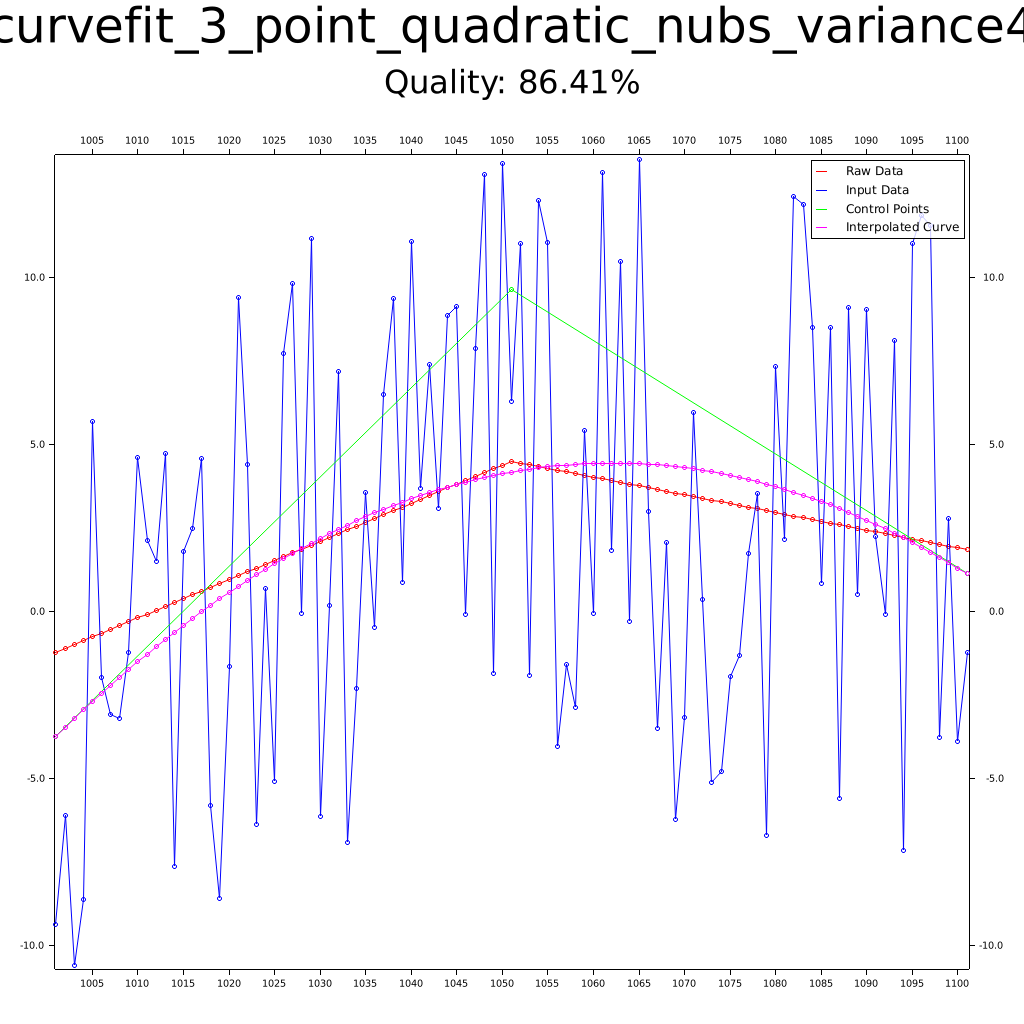 curvefit_3_point_quadratic_nubs_variance4
Quality: 86.41%
1005 1010 1015 1020 1025 1030 1035 1040 1045 1050 1055 1060 1065 1070 1075 1080 1085 1090 1095 1100
Raw Data
Input Data
Control Points
Interpolated Curve
10.0 10.0
5.0 5.0
0.0 0.0
-5.0 -5.0
-10.0 -10.0
1005 1010 1015 1020 1025 1030 1035 1040 1045 1050 1055 1060 1065 1070 1075 1080 1085 1090 1095 1100